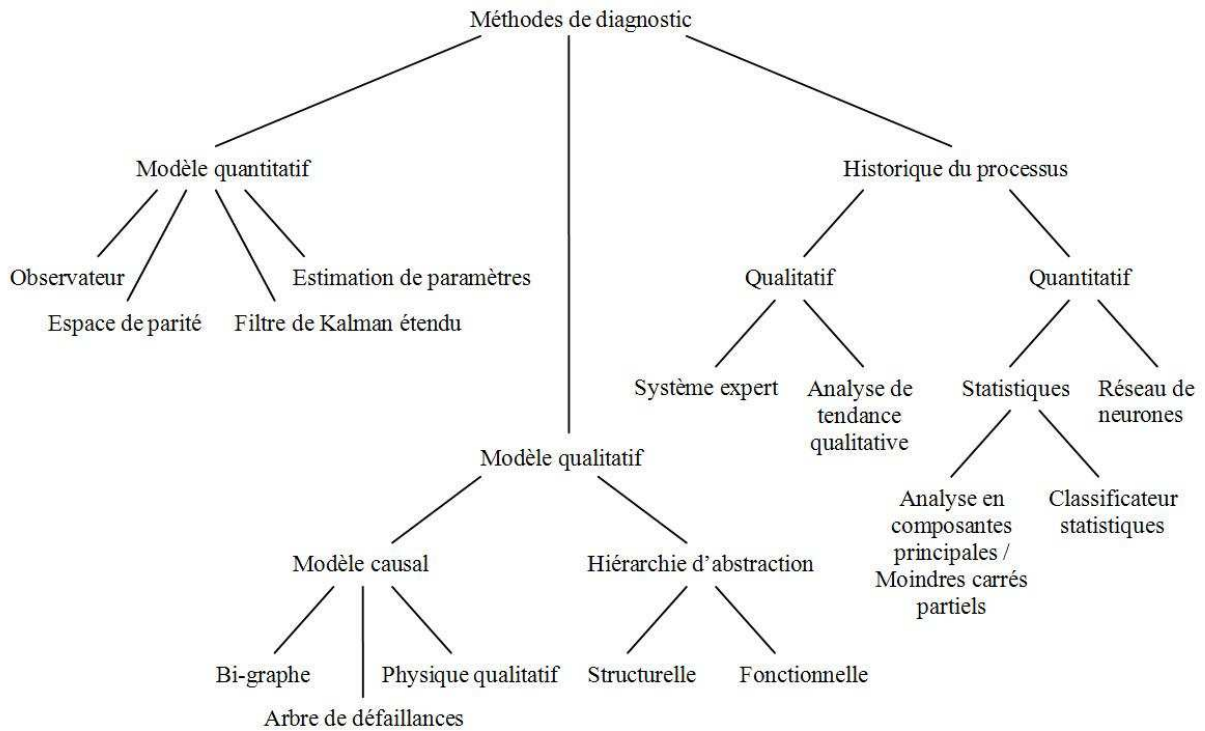 Méthodes de diagnostic
Modèle quantitatif
Historique du processus
Observateur
Estimation de paramètres
Espace de parité
Filtre de Kalman étendu
Qualitatif
Quantitatif
Système expert
Analyse de
tendance
qualitative
Statistiques
Réseau de
neurones
Modèle qualitatif
Analyse en
composantes
principales /
Moindres carrés
partiels
Classificateur
statistiques
Modèle causal
Hiérarchie d'abstraction
Bi-graphe
Physique qualitatif
Structurelle
Fonctionnelle
Arbre de défaillances